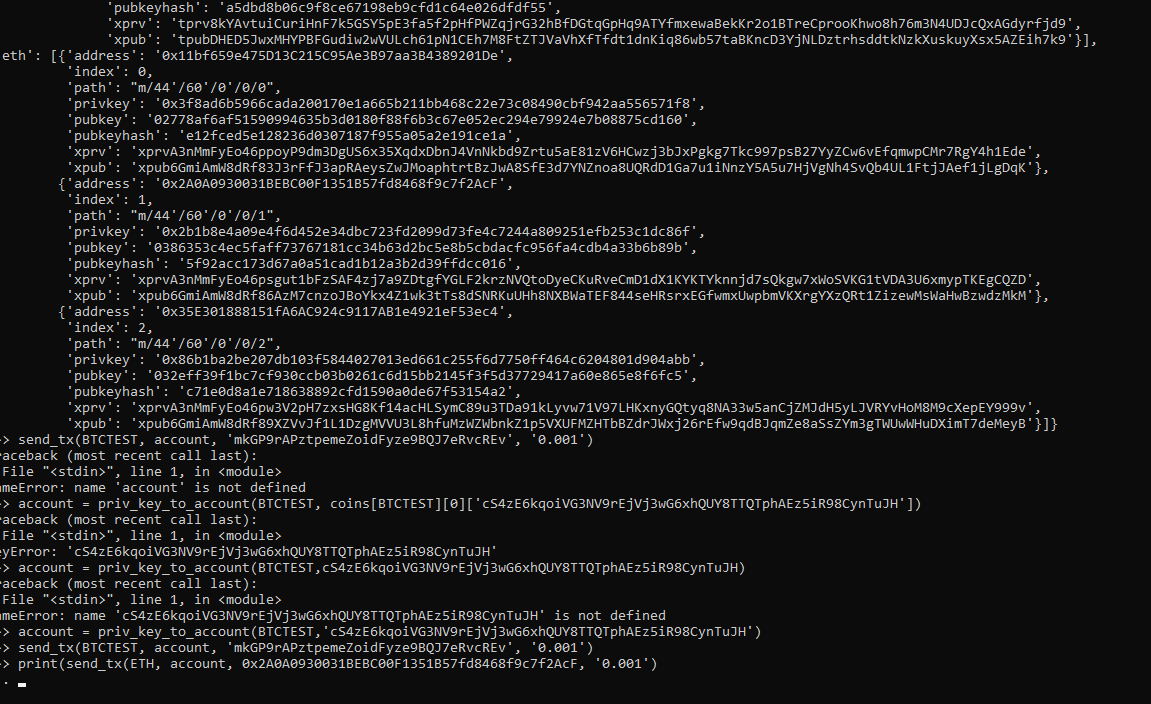 'pubkeyhash': 'a5dbd8b06c9f8ce67198eb9cfd1c64e026dfdf55',
'xprv': 'tprv8kYAvtuiCuriHnF7k5GSY5pE3fa5f2pHfPWZqjrG32hBfDGtqGpHq9ATYfmxewaBekKr2o1BTreCprooKhwo8h76m3N4UDJcQxAGdyrfjd9',
'xpub': 'tpubDHED5JwxMHYPBFGudiw2wVULch61pN1CEh7M8FtZTJVaVhXfTfdt1dnKiq86wb57taBKncD3YjNLDztrhsddtkNzkXuskuyXsx5AZEih7k9'}],
eth': [{'address': '0x11bf659e475D13C215C95Ae3B97aa3B4389201De',
'index': 0,
'path': "m/44'/60'/0'/0/0",
'privkey': '0x3f8ad6b5966cada200170e1a665b211bb468c22e73c08490cbf942aa556571f8',
'pubkey': '02778af6af51590994635b3d0180f88f6b3c67e052ec294e79924e7b08875cd160',
'pubkeyhash': 'e12fced5e128236d0307187f955a05a2e191ce1a',
'xprv': 'xprvA3nMmFyEo46ppoyP9dm3DgUS6x35XqdxDbnJ4VnNkbd9Zrtu5aE81zV6HCwzj3bJxPgkg7Tkc997psB27YyZCw6vEfqmwpCMr7RgY4h1Ede',
'xpub': 'xpub6GmiAmW8dRf83J3rFfJ3apRAeysZwJMoaphtrtBzJwA8SfE3d7YNZnoa8UQRdD1Ga7u1iNnzY5A5u7HjVgNh4SvQb4UL1FtjJAef1jLgDqK'},
{'address': '0x2A0A0930031BEBC00F1351B57fd8468f9c7f2AcF',
'index': 1,
'path': "m/44'/60'/0'/0/1",
'privkey': '0x2b1b8e4a09e4f6d452e34dbc723fd2099d73fe4c7244a809251efb253c1dc86f',
'pubkey': '0386353c4ec5faff73767181cc34b63d2bc5e8b5cbdacfc956fa4cdb4a33b6b89b',
'pubkeyhash': '5f92acc173d67a0a51cad1b12a3b2d39ffdcc016',
'xprv': 'xprvA3nMmFyEo46psgut1bFzSAF4zj7a9ZDtgfYGLF2krzNVQtoDyeCKuRveCmD1dX1KYKTYknnjd7sQkgw7xWoSVKG1tVDA3U6xmypTKEgCQZD',
'xpub': 'xpub6GmiAmW8dRf86AzM7cnzoJBoYkx4Z1wk3tTs8dSNRKuUHh8NXBWaTEF844seHRsrxEGfwmxUwpbmVKXrgYXzQRt1ZizewMsWaHwBzwdzMkM'},
{'address': '0x35E301888151fA6AC924c9117AB1e4921eF53ec4',
'index': 2,
'path': "m/44'/60'/0'/0/2",
'privkey': '0x86b1ba2be207db103f5844027013ed661c255f6d7750ff464c6204801d904abb',
'pubkey': '032eff39f1bc7cf930ccb03b0261c6d15bb2145f3f5d37729417a60e865e8f6fc5',
'pubkeyhash': 'c71e0d8a1e718638892cfd1590a0de67f53154a2',
'xprv': 'xprvA3nMmFyEo46pw3V2pH7zxsHG8Kf14acHLSymC89u3TDa91kLyvw71V97LHKxnyGQtyq8NA33w5anCjZMJdH5yLJVRYvHoM8M9cXepEY999v',
'xpub': 'xpub6GmiAmW8dRf89XZVvJf1L1DzgMVVU3L8hfuMzWZWbnkZ1p5VXUFMZHTbBZdrJWxj26rEfw9qdBJqmZe8aSsZYm3gTWUwWHuDXimT7deMeyB'}]}
> send_tx(BTCTEST, account, 'mkGP9rAPztpemeZoidFyze9BQJ7eRvcREv', '0.001')
raceback (most recent call last):
File "<stdin>", line 1, in <module>
ameError: name 'account' is not defined
> account = priv_key_to_account(BTCTEST, coins[BTCTEST][0]['cS4zE6kqoiVG3NV9rEjVj3wG6xhQUY8TTQTphAEz5iR98CynTuJH'])
raceback (most recent call last):
File "<stdin>", line 1, in <module>
eyError: 'cS4zE6kqoiVG3NV9rEjVj3wG6xhQUY8TTQTphAEz5iR98CynTuJH'
> account = priv_key_to_account(BTCTEST,cS4zE6kqoiVG3NV9rEjVj3wG6xhQUY8TTQTphAEz5iR98CynTuJH)
raceback (most recent call last):
File "<stdin>", line 1, in <module>
ameError: name 'cS4zE6kqoiVG3NV9rEjVj3wG6xhQUY8TTQTphAEz5iR98CynTuJH' is not defined
> account = priv_key_to_account(BTCTEST,'cS4zE6kqoiVG3NV9rEjVj3wG6xhQUY8TTQTphAEz5iR98CynTuJH')
> send_tx(BTCTEST, account, 'mkGP9rAPztpemeZoidFyze9BQJ7eRvcREv', '0.001')
> print(send_tx(ETH, account, 0x2A0A0930031BEBC00F1351B57fd8468f9c7f2AcF, '0.001')
.